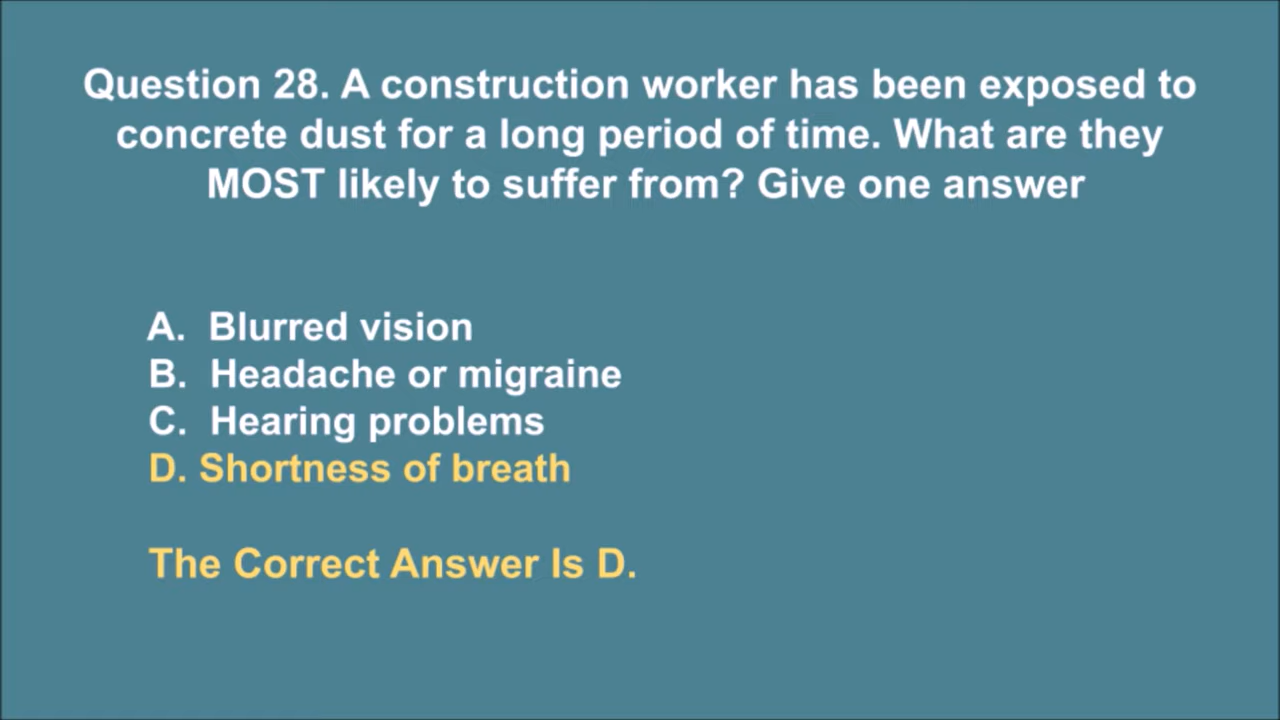 Question 28. A construction worker has been exposed to
concrete dust for a long period of time. What are they
MOST likely to suffer from? Give one answer
A. Blurred vision
B. Headache or migraine
C. Hearing problems
D. Shortness of breath
The Correct Answer Is D.